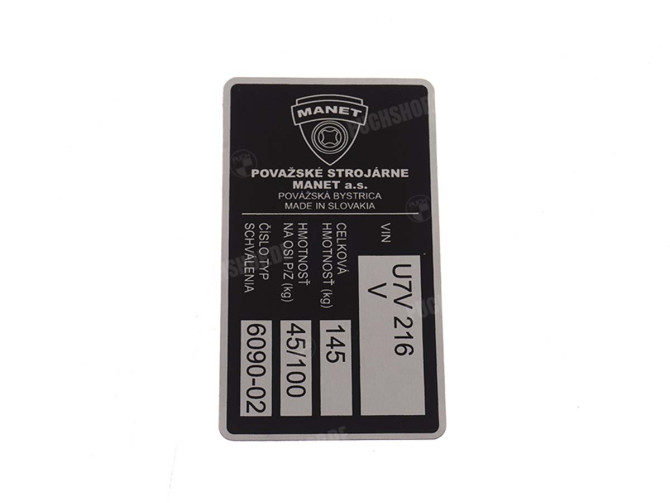 MANET
POVAŽSKÉ STROJÁRNE
MANET a.s.
POVAŽSKÁ BYSTRICA
MADE IN SLOVAKIA
VIN
U7V 216
V
CELKOVÁ
HMOTNOSŤ (kg)
145
HMOTNOSŤ
NA OSI P/Z (kg)
45/100
ČÍSLO TYP
SCHVÁLENIA
6090-02